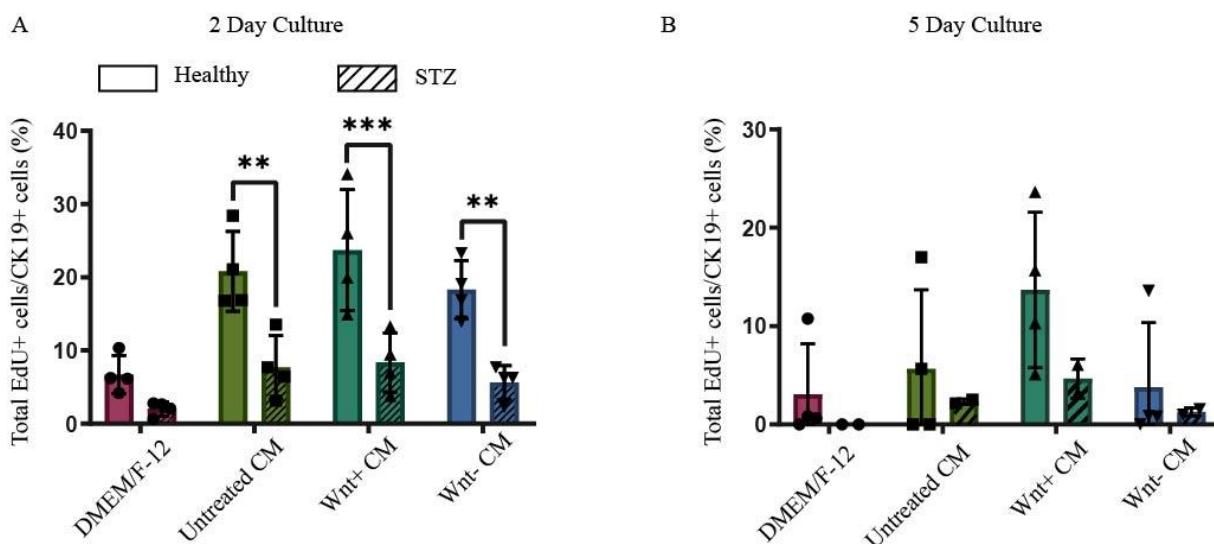 A
2 Day Culture
Healthy
STZ
Total EdU+ cells/CK19+ cells (%)
40
30
20
10
0
**
***
**
DMEM/F-12
Untreated CM
Wnt+ CM
Wnt- CM
B
5 Day Culture
Total EdU+ cells/CK19+ cells (%)
30
20
10
0
DMEM/F-12
Untreated CM
Wnt+ CM
Wnt- CM